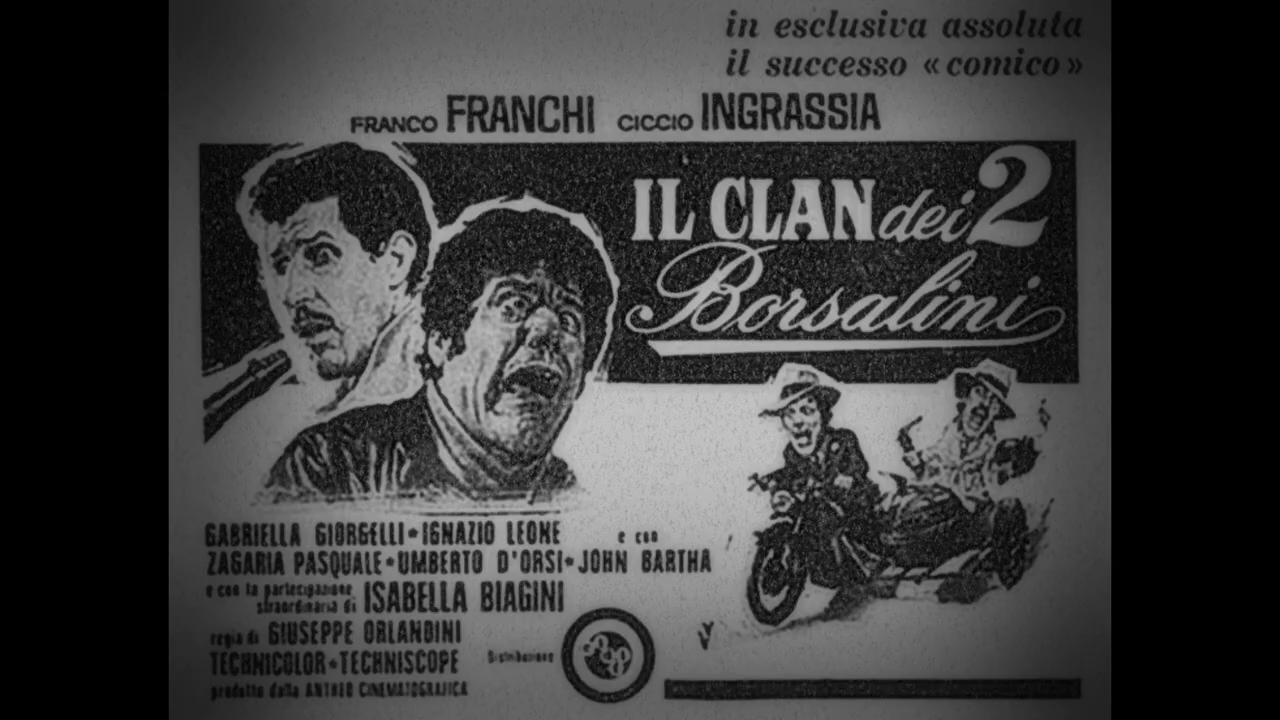 in esclusiva assoluta
il successo «comico»
FRANCO FRANCHI CICCIO INGRASSIA
IL CLAN dei 2
Borsalini
GABRIELLA GIORGELLI • IGNAZIO LEONE e con
ZAGARIA PASQUALE • UMBERTO D'ORSI • JOHN BARTHA
e con la partecipazione
straordinaria di ISABELLA BIAGINI
regia di GIUSEPPE ORLANDINI
TECHNICOLOR • TECHNISCOPE
Distribuzione
prodotto dalla ANTHEO CINEMATOGRAFICA